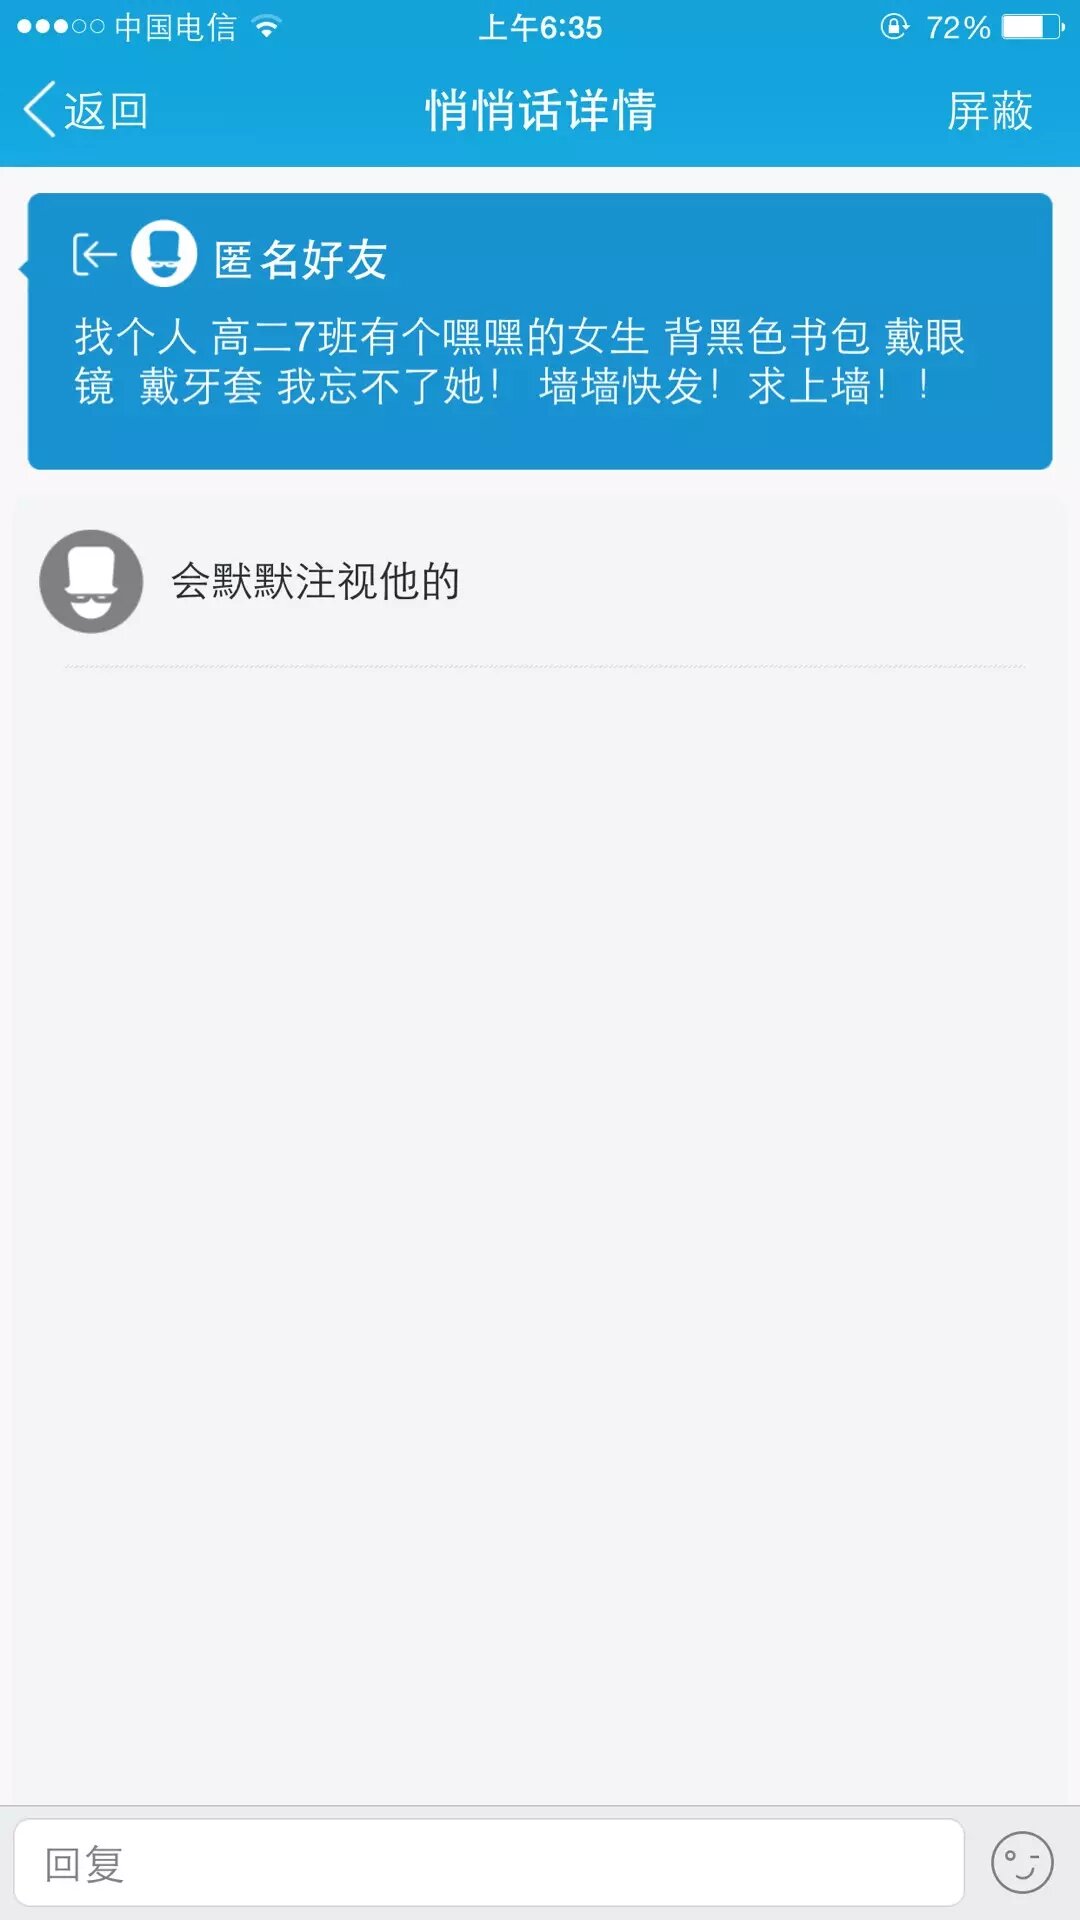 中国电信 上午6:35 72%
返回 悄悄话详情 屏蔽
匿名好友
找个人 高二7班有个嘿嘿的女生 背黑色书包 戴眼
镜 戴牙套 我忘不了她！ 墙墙快发！求上墙！！
会默默注视他的
回复